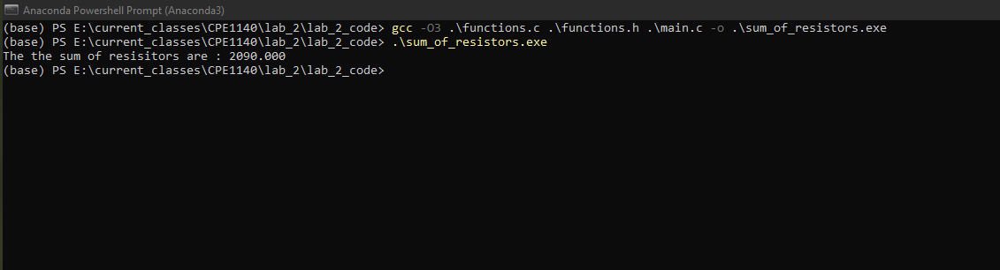 Anaconda Powershell Prompt (Anaconda3)
(base) PS E:\current_classes\CPE1140\lab_2\lab_2_code> gcc -O3 .\functions.c .\functions.h .\main.c -o .\sum_of_resistors.exe
(base) PS E:\current_classes\CPE1140\lab_2\lab_2_code> .\sum_of_resistors.exe
The the sum of resisitors are : 2090.000
(base) PS E:\current_classes\CPE1140\lab_2\lab_2_code>